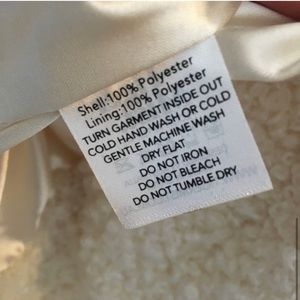 Shell:100% Polyester
Lining:100% Polyester
TURN GARMENT INSIDE OUT
COLD HAND WASH OR COLD
GENTLE MACHINE WASH
DRY FLAT
DO NOT IRON
DO NOT BLEACH
DO NOT TUMBLE DRY